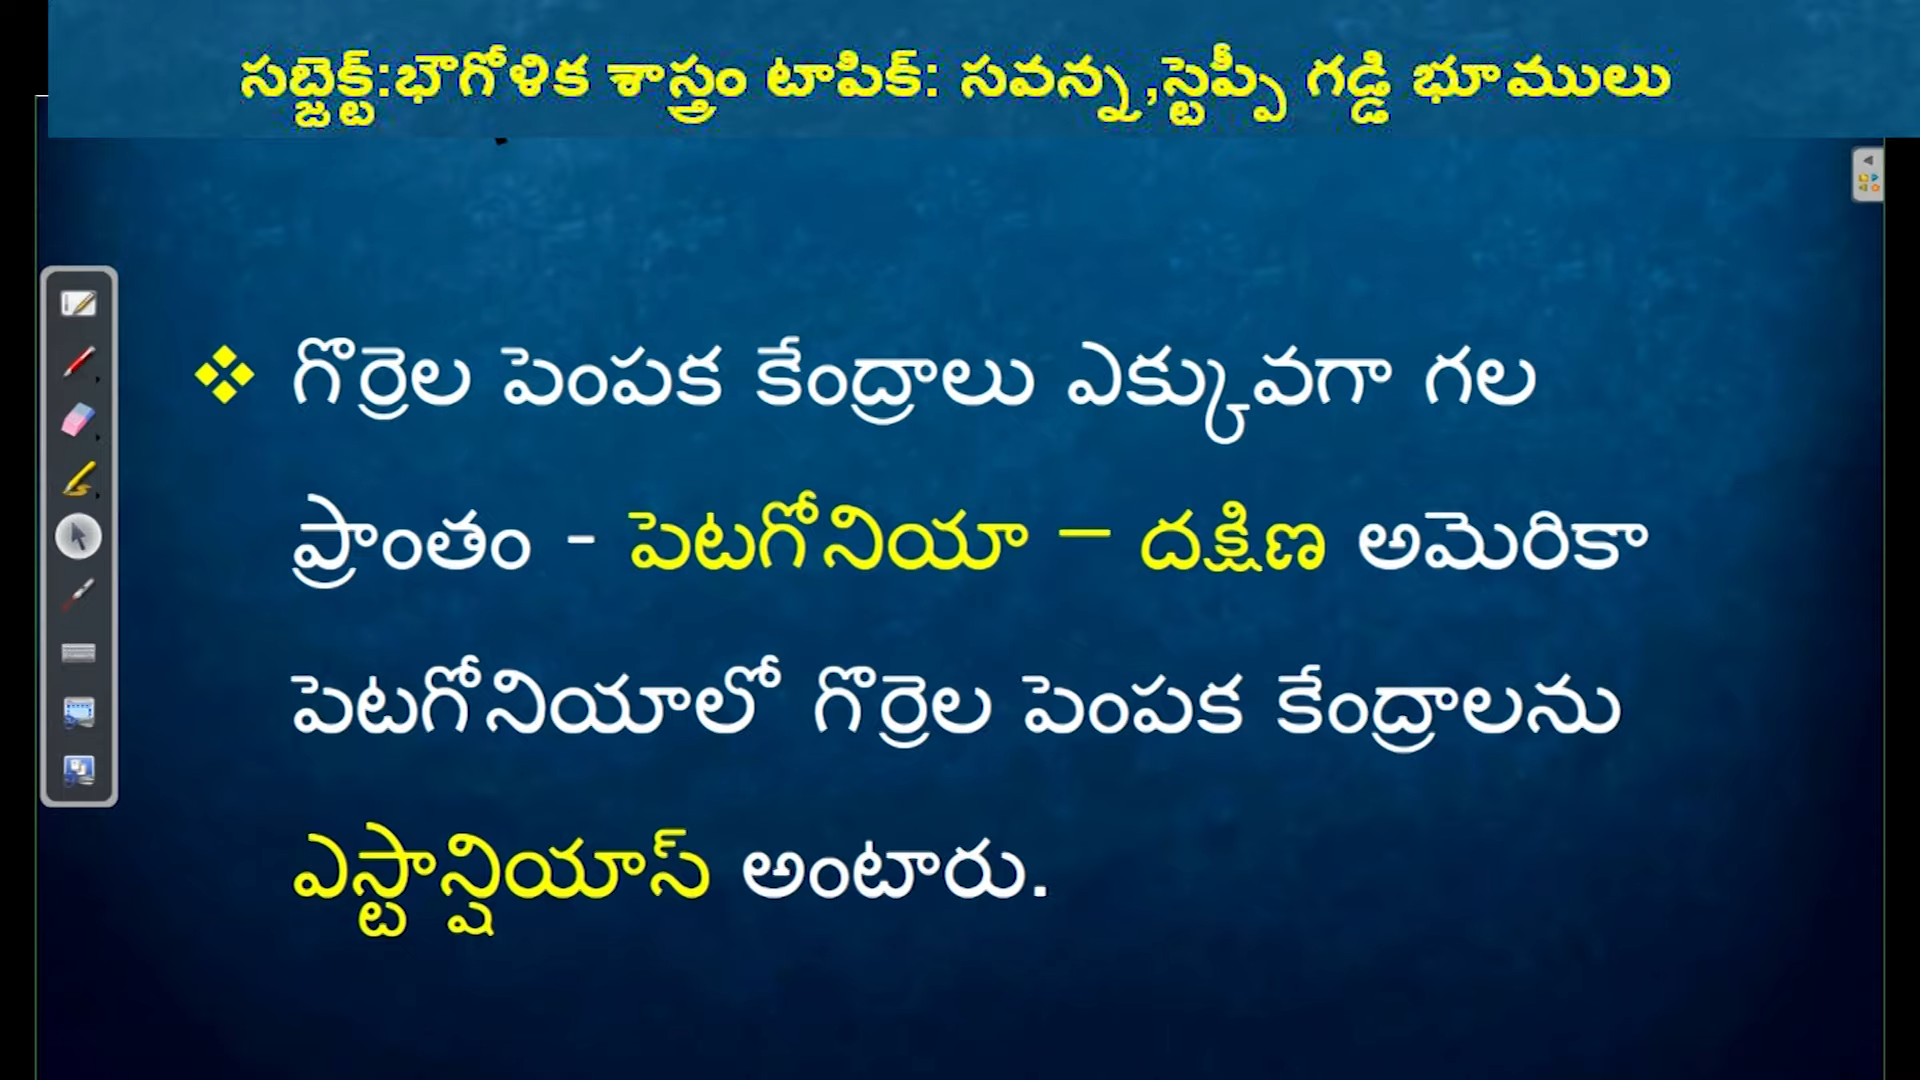 సబ్జెక్ట్:భౌగోళిక శాస్త్రం టాపిక్: సవన్న,స్టెప్పీ గడ్డి భూములు
గొర్రెల పెంపక కేంద్రాలు ఎక్కువగా గల
ప్రాంతం - పెటగోనియా – దక్షిణ అమెరికా
పెటగోనియాలో గొర్రెల పెంపక కేంద్రాలను
ఎస్టాన్షియాస్ అంటారు.